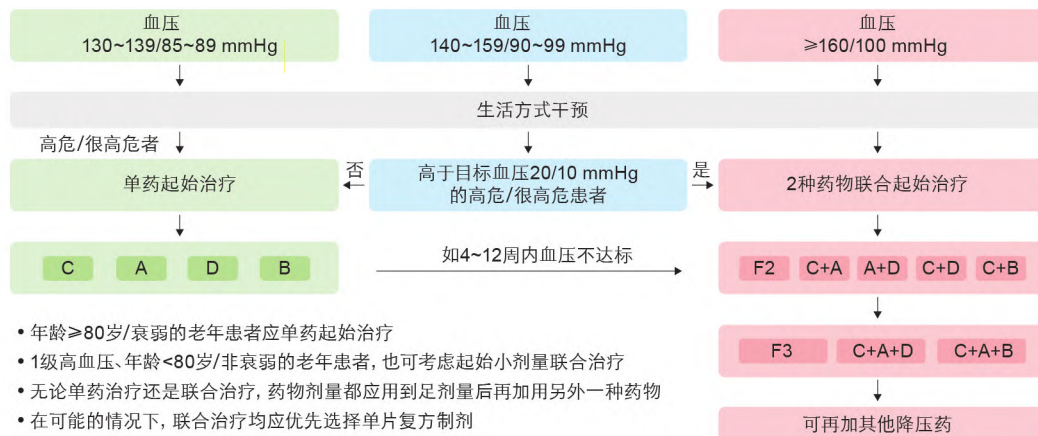 血压
130~139/85~89 mmHg
血压
140~159/90~99 mmHg
血压
≥160/100 mmHg
生活方式干预
高危/很高危者
单药起始治疗
否
高于目标血压20/10 mmHg
的高危/很高危患者
是
2种药物联合起始治疗
C A D B
如4~12周内血压不达标
F2 C+A A+D C+D C+B
F3 C+A+D C+A+B
可再加其他降压药
• 年龄≥80岁/衰弱的老年患者应单药起始治疗
• 1级高血压、年龄<80岁/非衰弱的老年患者, 也可考虑起始小剂量联合治疗
• 无论单药治疗还是联合治疗, 药物剂量都应用到足剂量后再加用另外一种药物
• 在可能的情况下, 联合治疗均应优先选择单片复方制剂